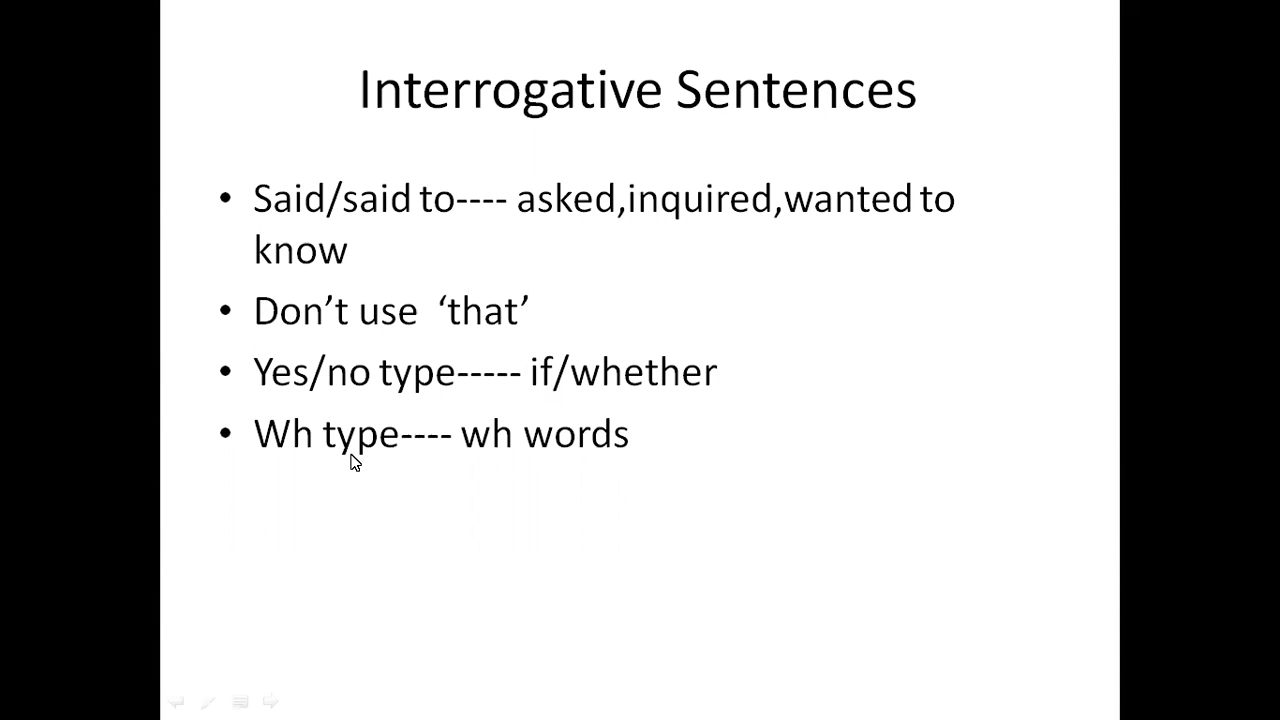 Interrogative Sentences
• Said/said to---- asked,inquired,wanted to
know
• Don’t use ‘that’
• Yes/no type----- if/whether
• Wh type---- wh words